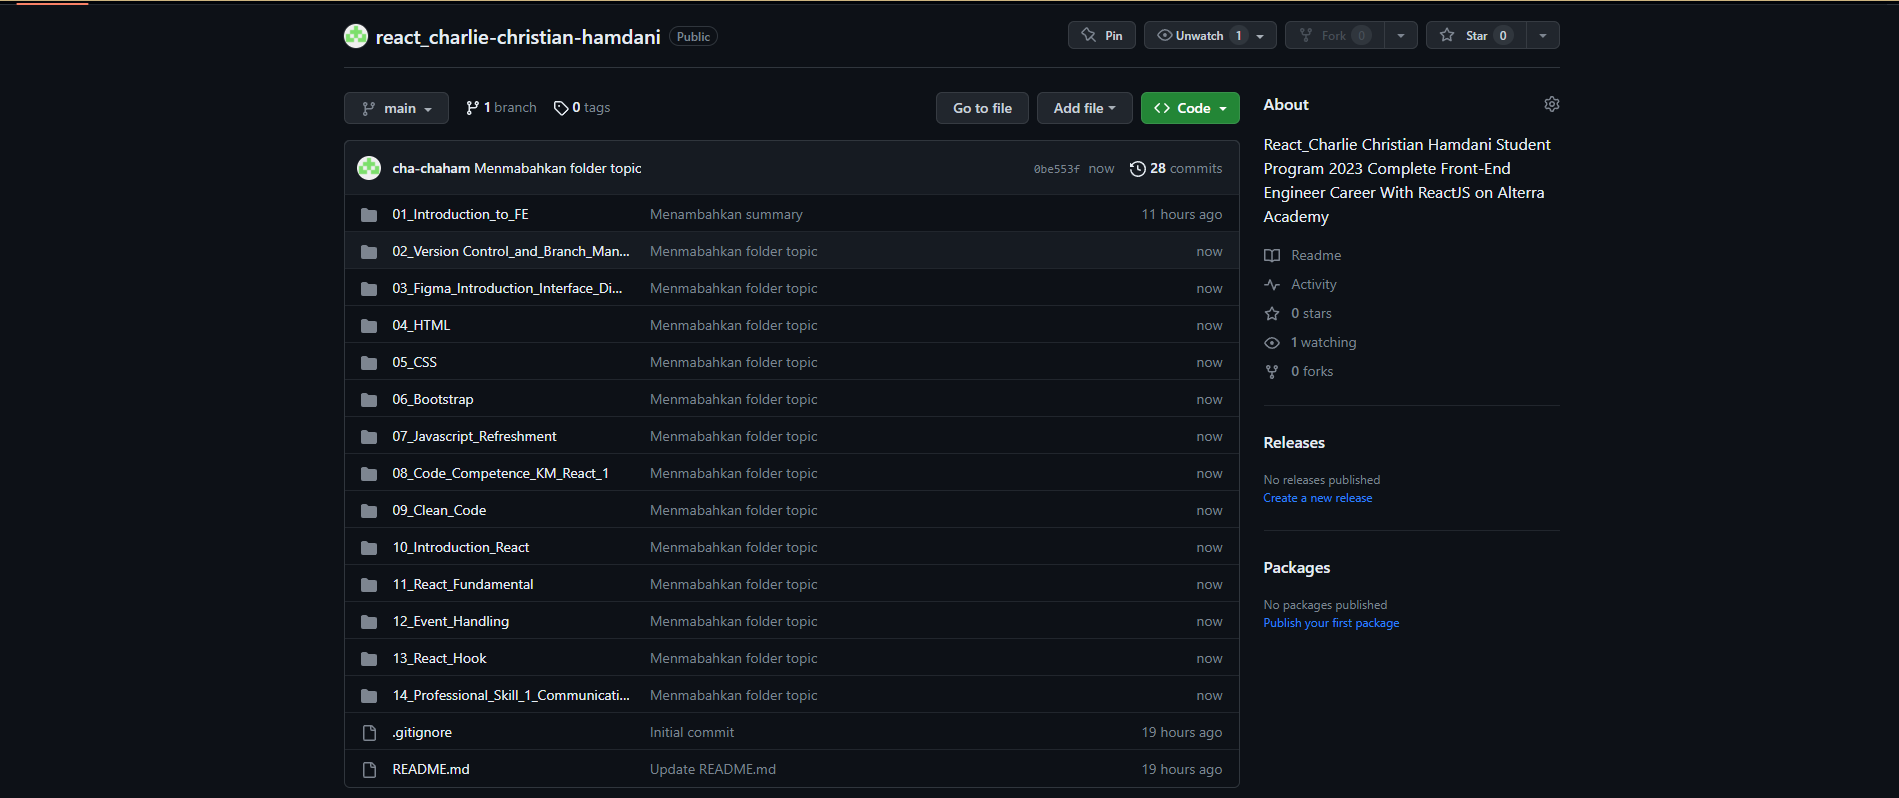 react_charlie-christian-hamdani Public
Pin Unwatch 1 Fork 0 Star 0
main 1 branch 0 tags Go to file Add file Code
cha-chaham Menmabahkan folder topic 0be553f now 28 commits
01_Introduction_to_FE Menambahkan summary 11 hours ago
02_Version Control_and_Branch_Man... Menmabahkan folder topic now
03_Figma_Introduction_Interface_Di... Menmabahkan folder topic now
04_HTML Menmabahkan folder topic now
05_CSS Menmabahkan folder topic now
06_Bootstrap Menmabahkan folder topic now
07_Javascript_Refreshment Menmabahkan folder topic now
08_Code_Competence_KM_React_1 Menmabahkan folder topic now
09_Clean_Code Menmabahkan folder topic now
10_Introduction_React Menmabahkan folder topic now
11_React_Fundamental Menmabahkan folder topic now
12_Event_Handling Menmabahkan folder topic now
13_React_Hook Menmabahkan folder topic now
14_Professional_Skill_1_Communicati... Menmabahkan folder topic now
.gitignore Initial commit 19 hours ago
README.md Update README.md 19 hours ago
About
React_Charlie Christian Hamdani Student
Program 2023 Complete Front-End
Engineer Career With ReactJS on Alterra
Academy
Readme
Activity
0 stars
1 watching
0 forks
Releases
No releases published
Create a new release
Packages
No packages published
Publish your first package